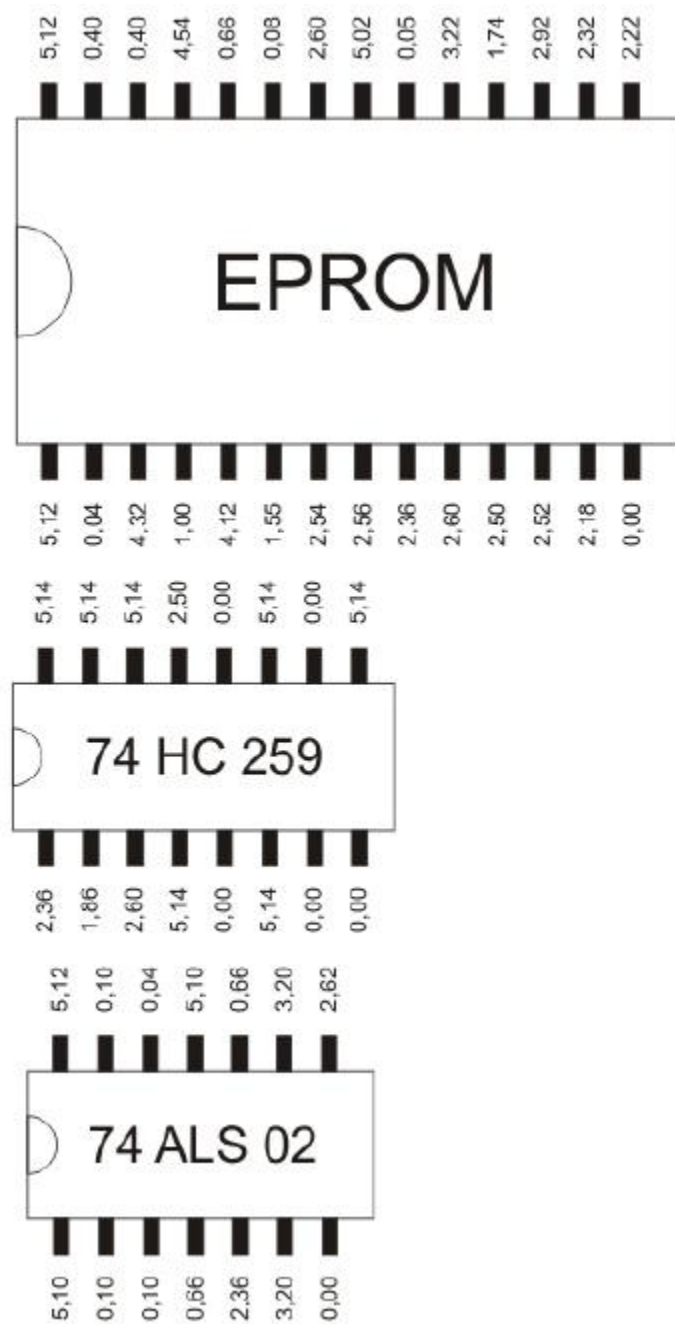 5,12 0,40 0,40 4,54 0,66 0,08 2,60 5,02 0,05 3,22 1,74 2,92 2,32 2,22
EPROM
5,12 0,04 4,32 1,00 4,12 1,55 2,54 2,56 2,36 2,60 2,50 2,52 2,18 0,00
5,14 5,14 5,14 2,50 0,00 5,14 0,00 5,14
74 HC 259
2,36 1,86 2,60 5,14 0,00 5,14 0,00 0,00
5,12 0,10 0,04 5,10 0,66 3,20 2,62
74 ALS 02
5,10 0,10 0,10 0,66 2,36 3,20 0,00